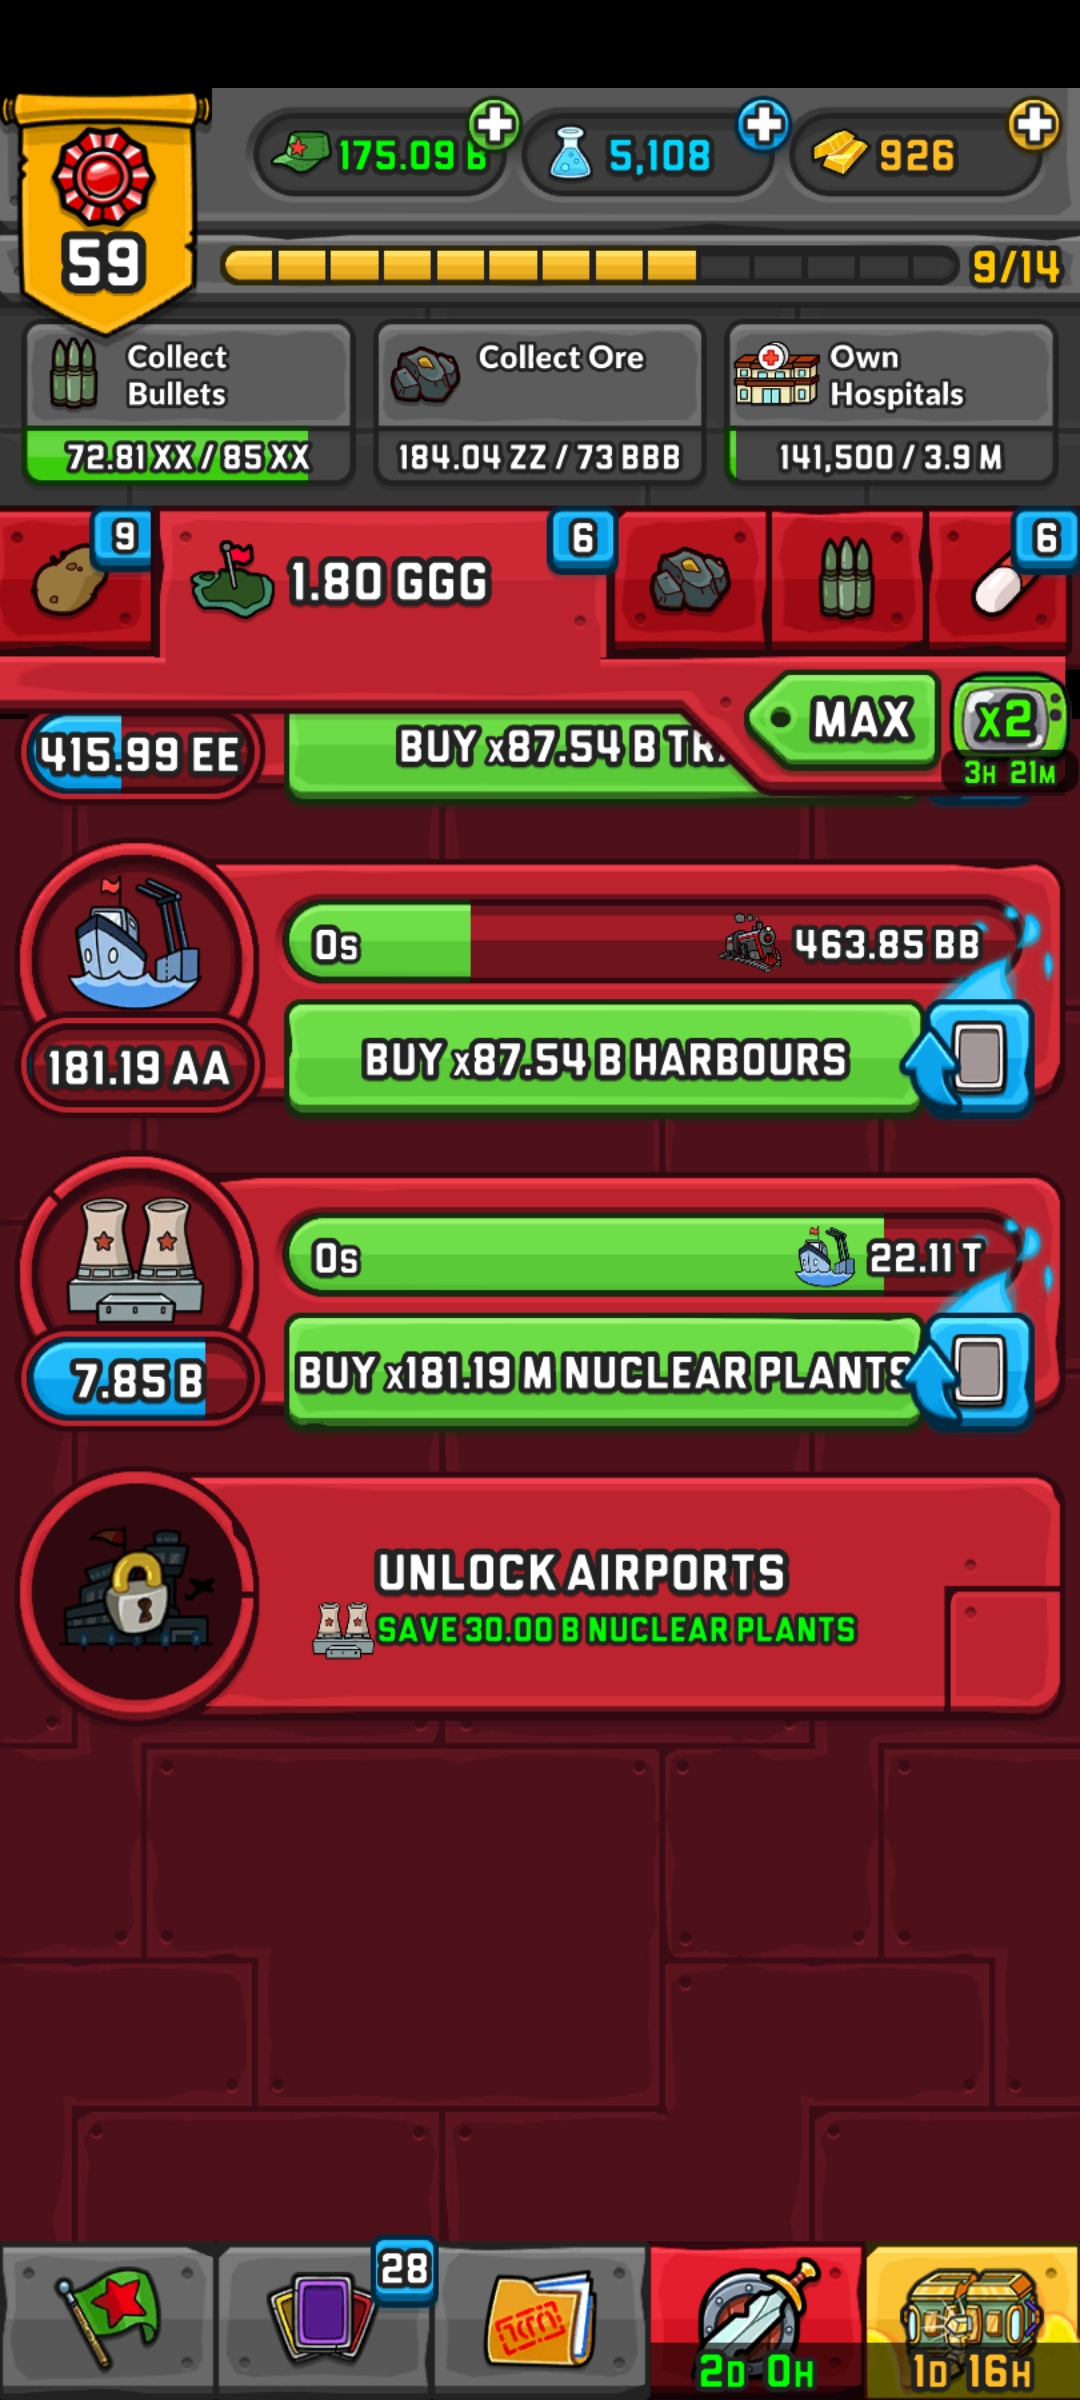 175.09 B
5,108
926
59
9/14
Collect
Bullets
72.81 XX / 85 XX
Collect Ore
184.04 ZZ / 73 BBB
Own
Hospitals
141,500 / 3.9 M
9
1.80 GGG
6
6
MAX
x2
3H 21M
415.99 EE
BUY x87.54 B
0s
463.85 BB
181.19 AA
BUY x87.54 B HARBOURS
0s
22.11 T
7.85 B
BUY x181.19 M NUCLEAR PLANTS
UNLOCK AIRPORTS
SAVE 30.00 B NUCLEAR PLANTS
28
2D 0H
1D 16H